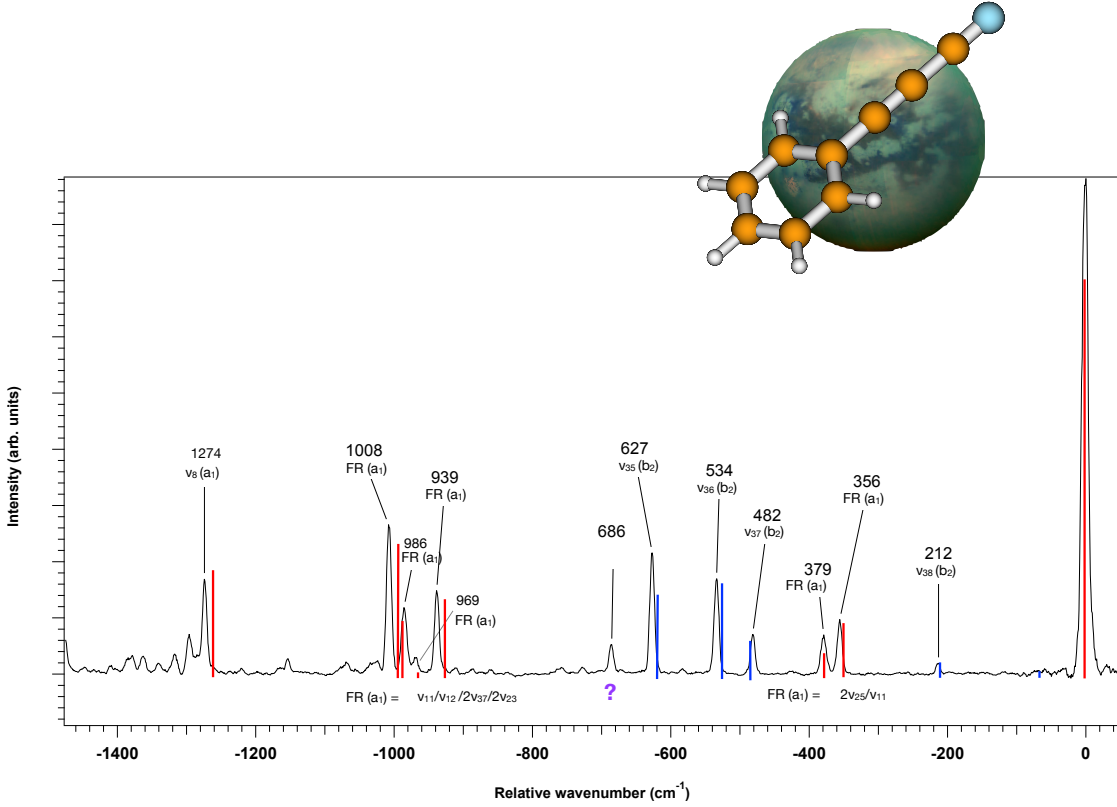 1274
ν₈ (a₁)
1008
FR (a₁)
986
FR (a₁)
939
FR (a₁)
969
FR (a₁)
686
627
ν₃₅ (b₂)
534
ν₃₆ (b₂)
482
ν₃₇ (b₂)
379
FR (a₁)
356
FR (a₁)
212
ν₃₈ (b₂)
FR (a₁) = ν₁₁/ν₁₂/2ν₃₇/2ν₂₃
?
FR (a₁) = 2ν₂₅/ν₁₁
Intensity (arb. units)
-1400 -1200 -1000 -800 -600 -400 -200 0
Relative wavenumber (cm⁻¹)